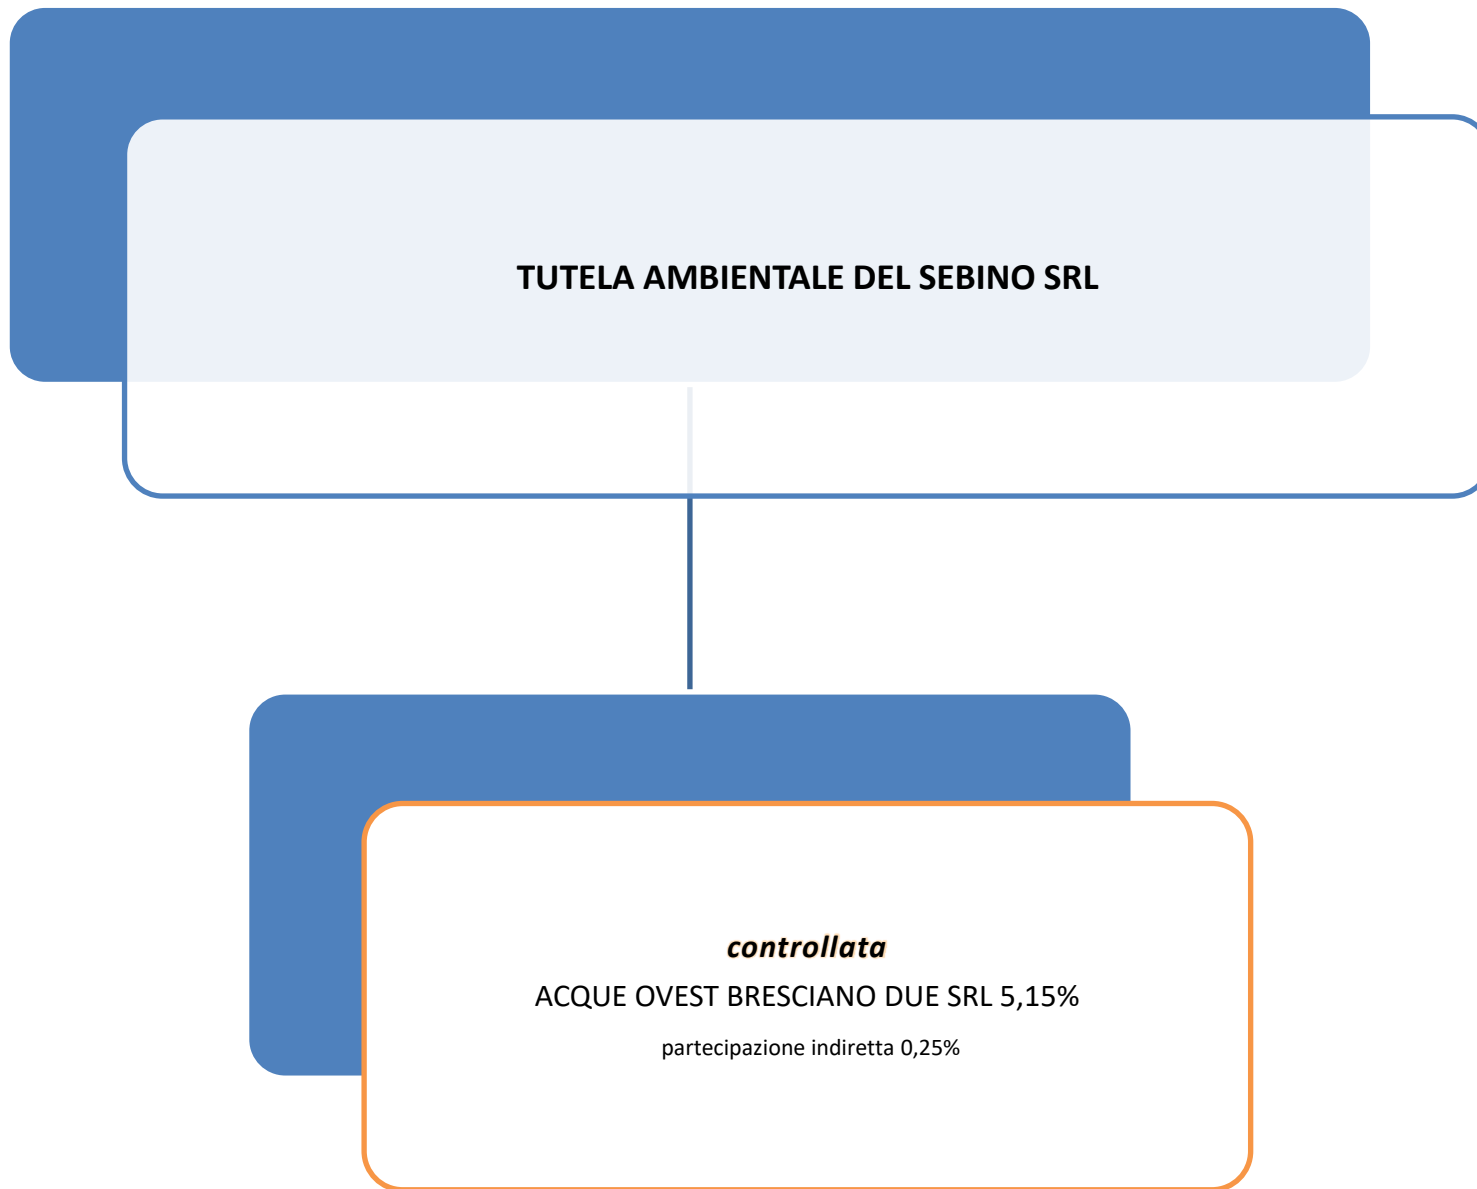 TUTELA AMBIENTALE DEL SEBINO SRL
controllata
ACQUE OVEST BRESCIANO DUE SRL 5,15%
partecipazione indiretta 0,25%